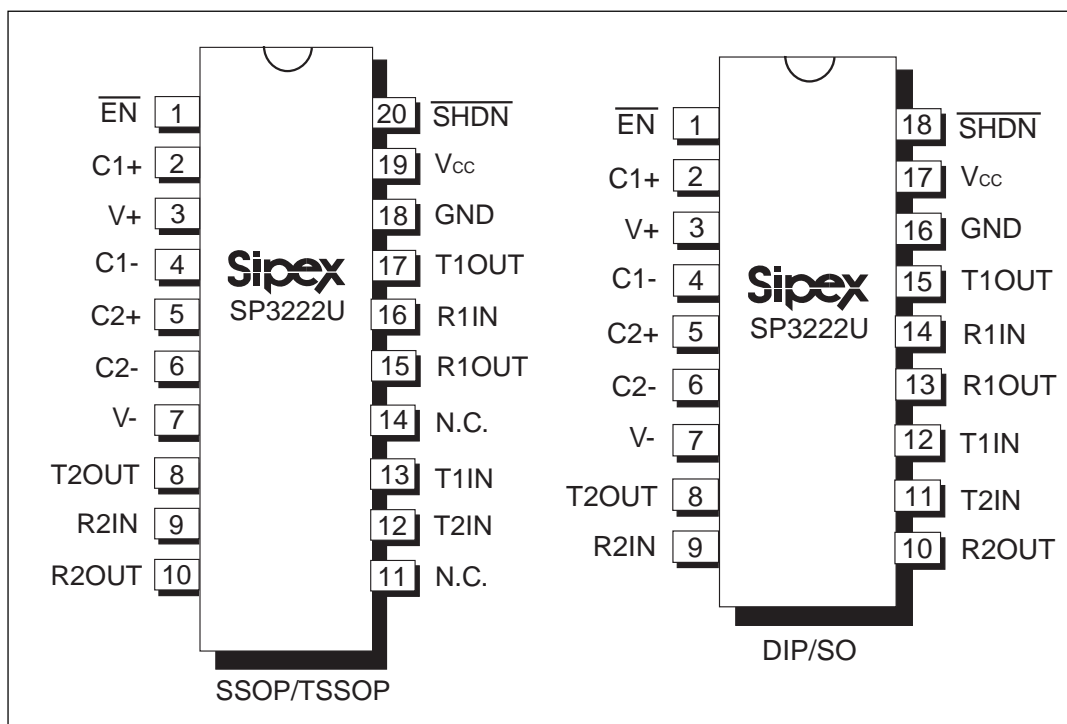 EN 1 20 SHDN
C1+ 2 19 Vcc
V+ 3 18 GND
C1- 4 17 T1OUT
C2+ 5 16 R1IN
C2- 6 15 R1OUT
V- 7 14 N.C.
T2OUT 8 13 T1IN
R2IN 9 12 T2IN
R2OUT 10 11 N.C.
Sipex
SP3222U
SSOP/TSSOP
EN 1 18 SHDN
C1+ 2 17 Vcc
V+ 3 16 GND
C1- 4 15 T1OUT
C2+ 5 14 R1IN
C2- 6 13 R1OUT
V- 7 12 T1IN
T2OUT 8 11 T2IN
R2IN 9 10 R2OUT
Sipex
SP3222U
DIP/SO